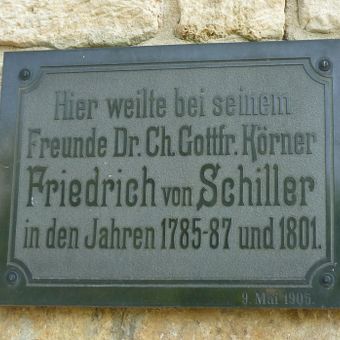 Hier weilte bei seinem
Freunde Dr. Ch. Gottfr. Körner
Friedrich von Schiller
in den Jahren 1785-87 und 1801.
9. Mai 1905.